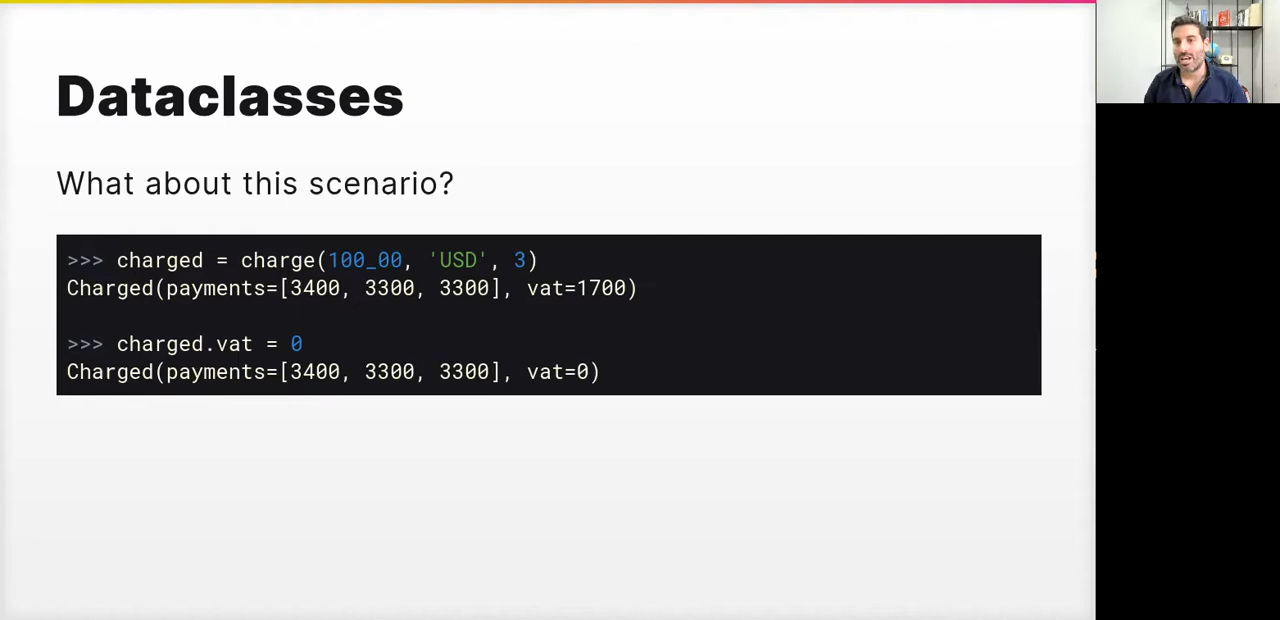 Dataclasses
What about this scenario?
>>> charged = charge(100_00, 'USD', 3)
Charged(payments=[3400, 3300, 3300], vat=1700)
>>> charged.vat = 0
Charged(payments=[3400, 3300, 3300], vat=0)